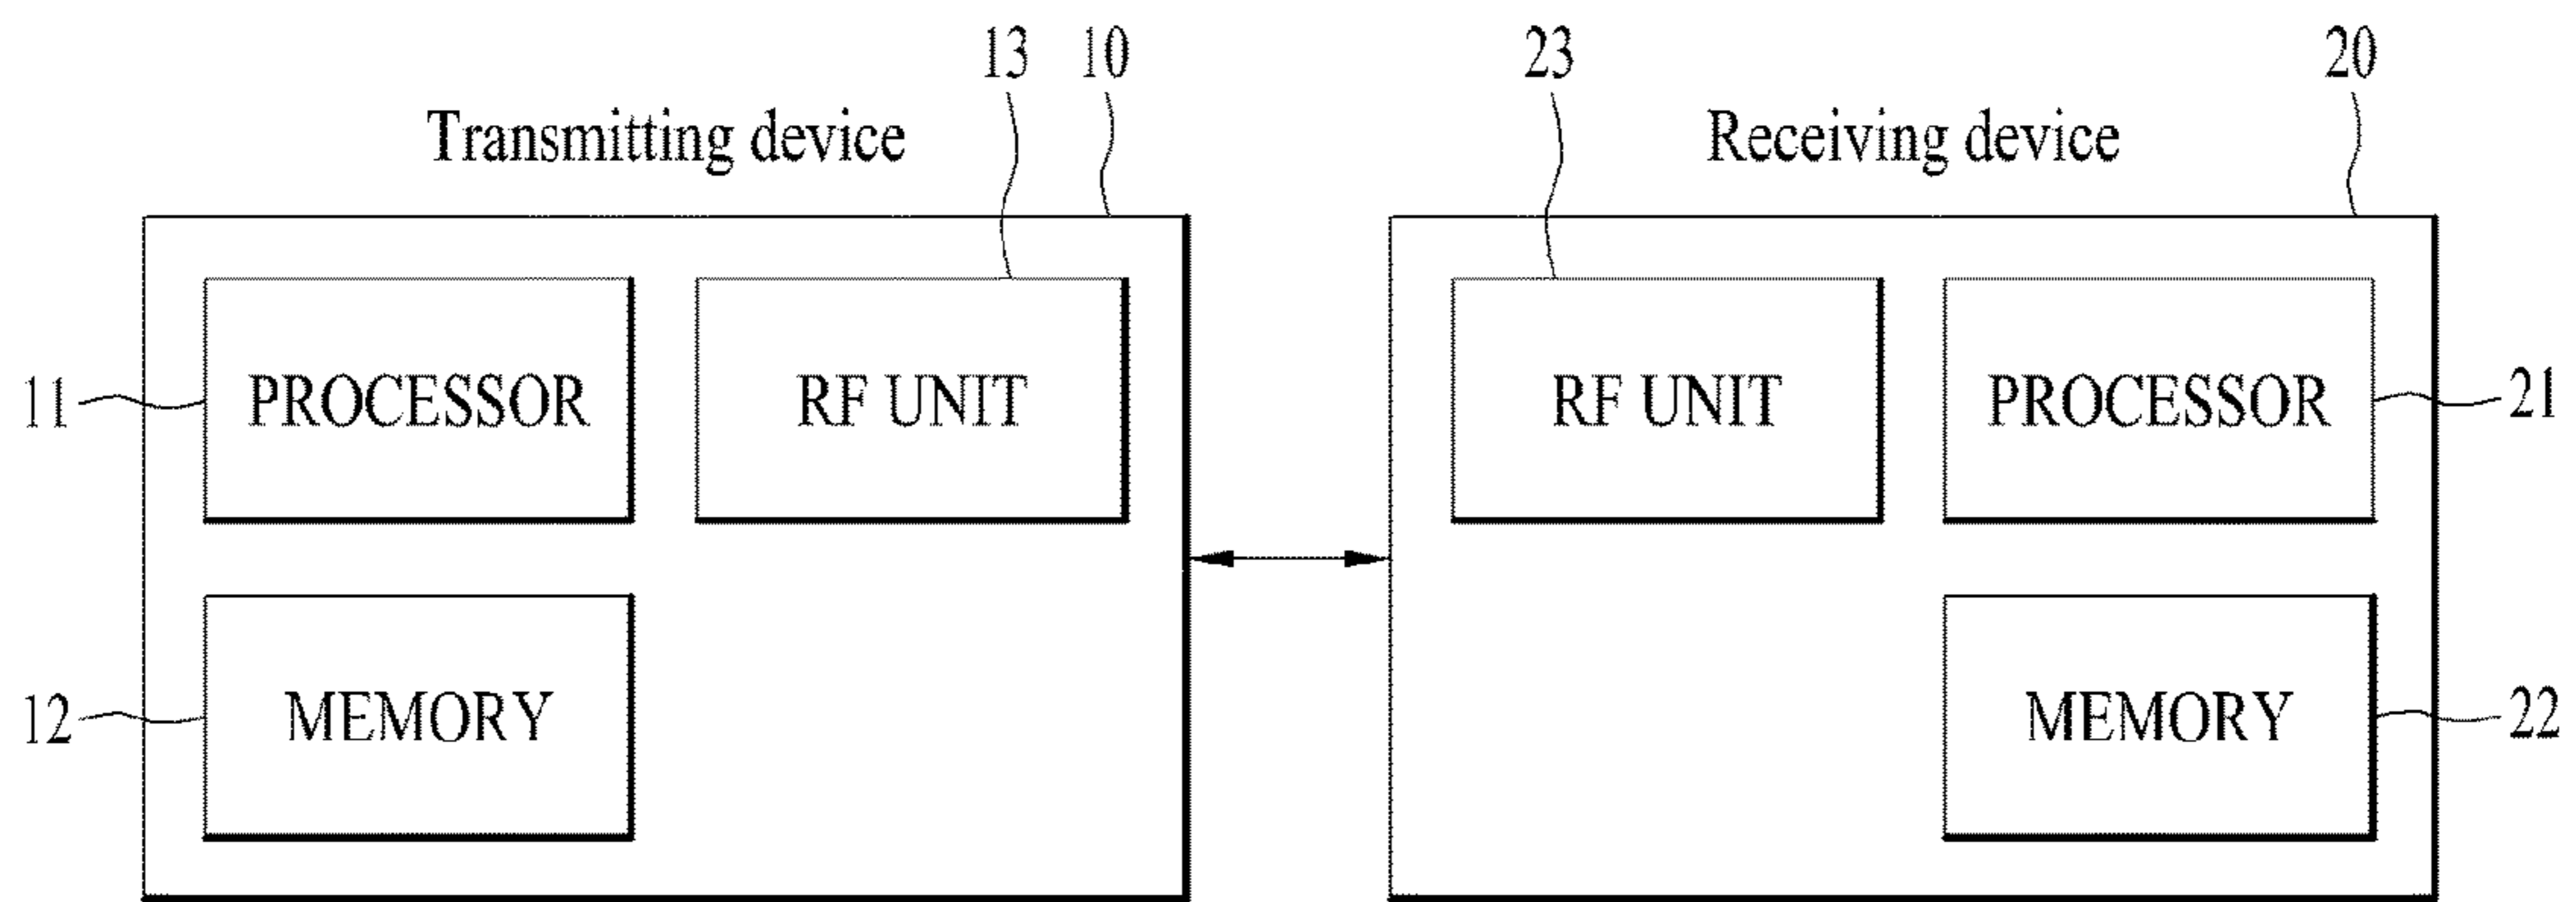 13 10 23 20
Transmitting device Receiving device
11 PROCESSOR RF UNIT RF UNIT PROCESSOR 21
12 MEMORY MEMORY 22